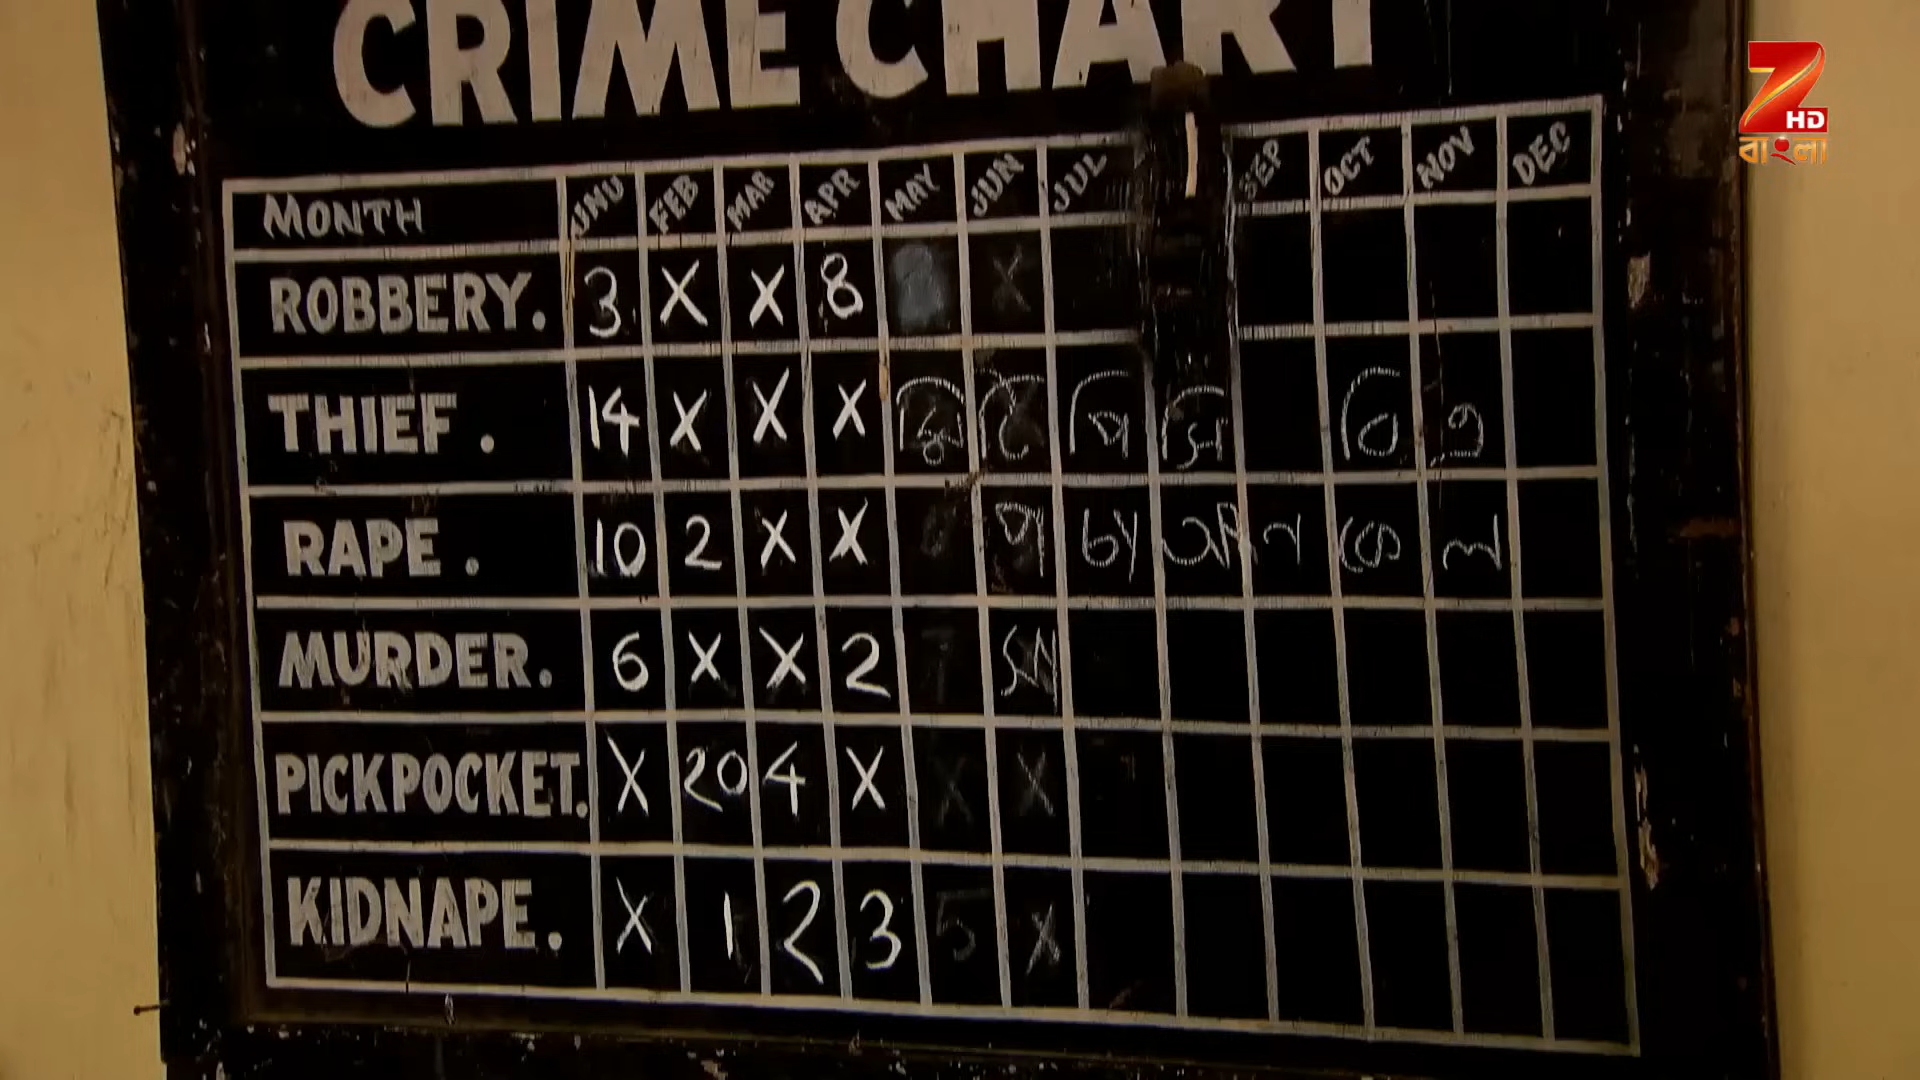 CRIME CHART
MONTH JNU FEB MAR APR MAY JUN JUL SEP OCT NOV DEC
ROBBERY. 3 X X 8 X
THIEF. 14 X X X
RAPE. 10 2 X X
MURDER. 6 X X 2
PICKPOCKET. X 20 4 X X X
KIDNAPE. X 1 2 3 5 X
HD
বাংলা